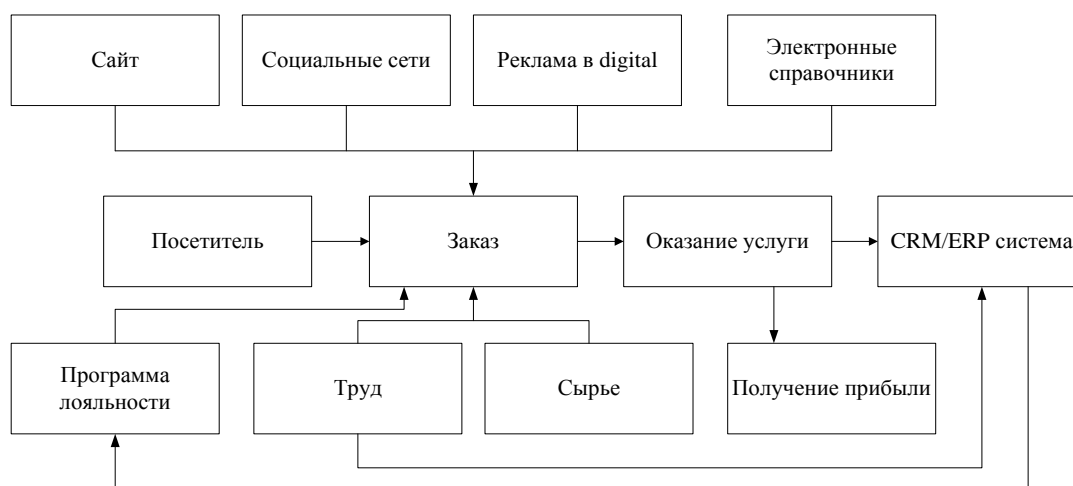 Сайт
Социальные сети
Реклама в digital
Электронные
справочники
Посетитель
Заказ
Оказание услуги
CRM/ERP система
Программа
лояльности
Труд
Сырье
Получение прибыли